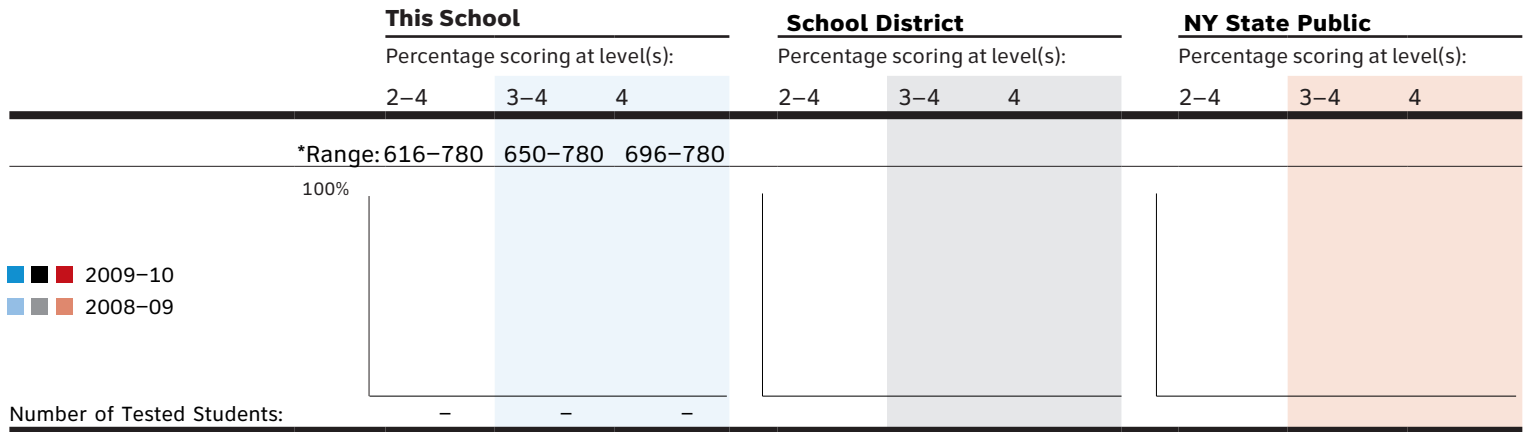 This School School District NY State Public
Percentage scoring at level(s): Percentage scoring at level(s): Percentage scoring at level(s):
2–4 3–4 4 2–4 3–4 4 2–4 3–4 4
*Range: 616–780 650–780 696–780
100%
2009–10
2008–09
Number of Tested Students: – – –